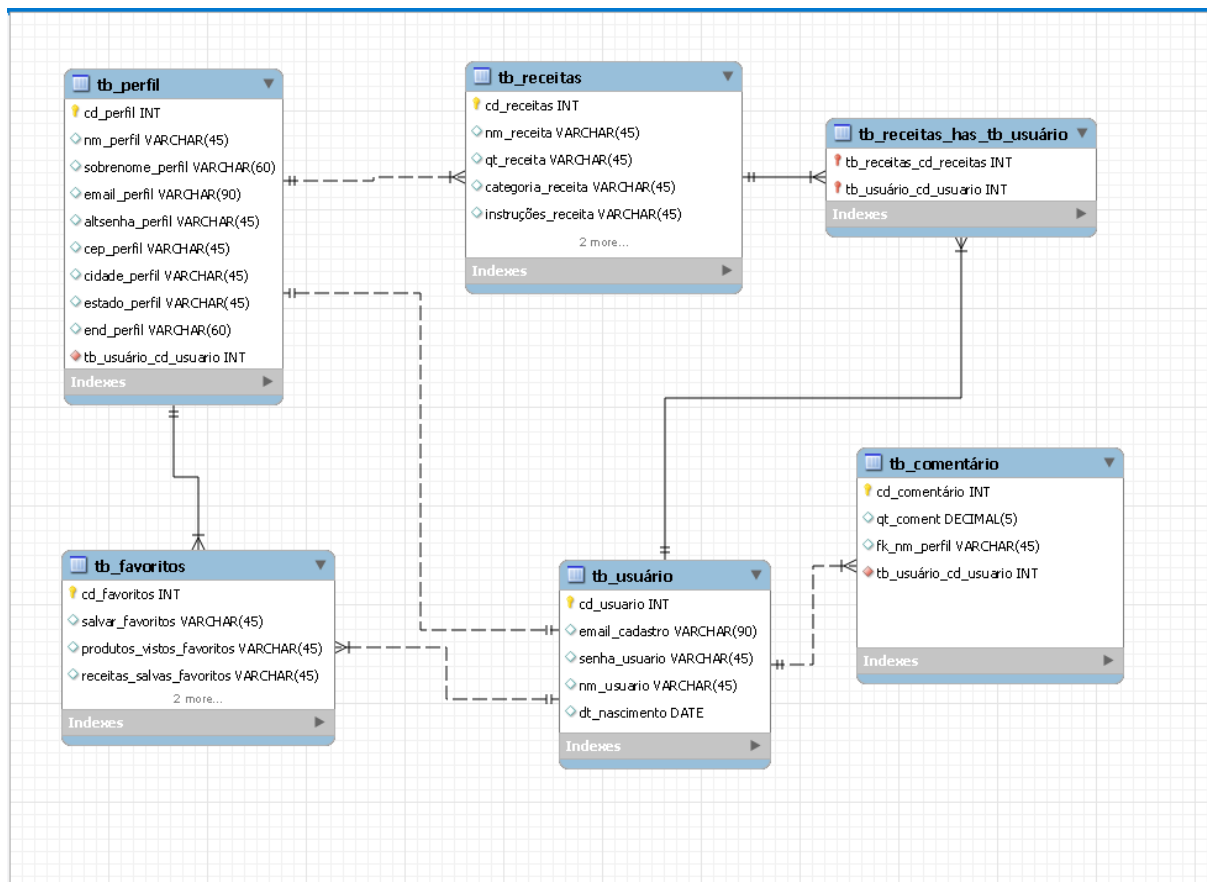 tb_perfil
cd_perfil INT
nm_perfil VARCHAR(45)
sobrenome_perfil VARCHAR(60)
email_perfil VARCHAR(90)
altsenha_perfil VARCHAR(45)
cep_perfil VARCHAR(45)
cidade_perfil VARCHAR(45)
estado_perfil VARCHAR(45)
end_perfil VARCHAR(60)
tb_usuário_cd_usuario INT
Indexes
tb_receitas
cd_receitas INT
nm_receita VARCHAR(45)
qt_receita VARCHAR(45)
categoria_receita VARCHAR(45)
instruções_receita VARCHAR(45)
2 more...
Indexes
tb_receitas_has_tb_usuário
tb_receitas_cd_receitas INT
tb_usuário_cd_usuario INT
Indexes
tb_favoritos
cd_favoritos INT
salvar_favoritos VARCHAR(45)
produtos_vistos_favoritos VARCHAR(45)
receitas_salvas_favoritos VARCHAR(45)
2 more...
Indexes
tb_usuário
cd_usuario INT
email_cadastro VARCHAR(90)
senha_usuario VARCHAR(45)
nm_usuario VARCHAR(45)
dt_nascimento DATE
Indexes
tb_comentário
cd_comentário INT
qt_coment DECIMAL(5)
fk_nm_perfil VARCHAR(45)
tb_usuário_cd_usuario INT
Indexes